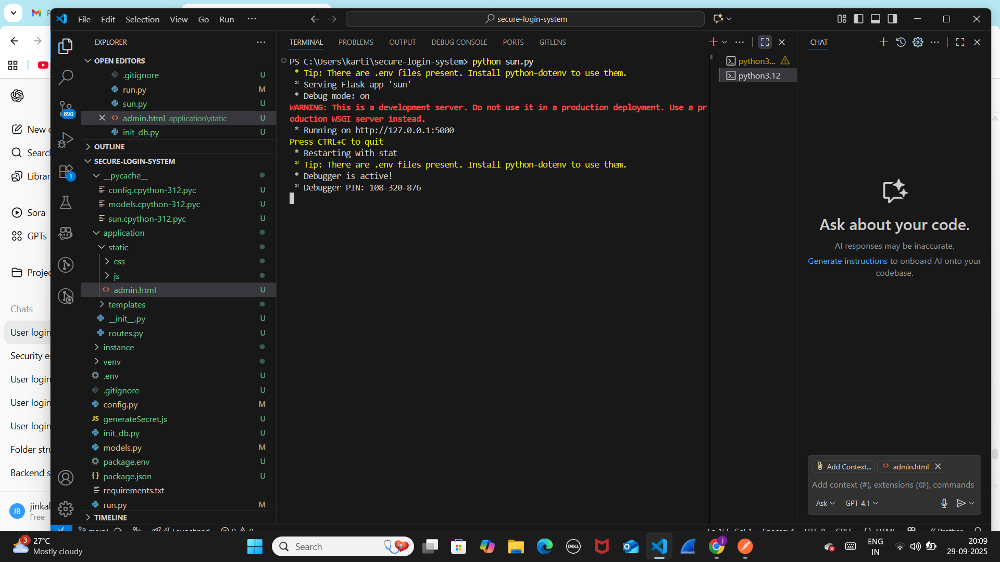 File Edit Selection View Go Run ···
secure-login-system
EXPLORER
OPEN EDITORS
.gitignore U
run.py M
sun.py U
admin.html application\static U
init_db.py U
OUTLINE
SECURE-LOGIN-SYSTEM
__pycache__
config.cpython-312.pyc U
models.cpython-312.pyc U
sun.cpython-312.pyc U
application
static
css
js
admin.html U
templates
__init__.py U
routes.py U
instance
venv
.env U
.gitignore U
config.py M
JS generateSecret.js U
init_db.py U
models.py M
package.env U
{} package.json U
requirements.txt
run.py M
TIMELINE
890
1
TERMINAL PROBLEMS OUTPUT DEBUG CONSOLE PORTS GITLENS
PS C:\Users\karti\secure-login-system> python sun.py
* Tip: There are .env files present. Install python-dotenv to use them.
* Serving Flask app 'sun'
* Debug mode: on
WARNING: This is a development server. Do not use it in a production deployment. Use a pr
oduction WSGI server instead.
* Running on http://127.0.0.1:5000
Press CTRL+C to quit
* Restarting with stat
* Tip: There are .env files present. Install python-dotenv to use them.
* Debugger is active!
* Debugger PIN: 108-320-876
python3...
python3.12
CHAT
Ask about your code.
AI responses may be inaccurate.
Generate instructions to onboard AI onto your
codebase.
Add Context... admin.html
Add context (#), extensions (@), commands
Ask GPT-4.1
New
Sora
GPTs
Chats
User login
Security
User login
User login
User login
Folder
Backend
JB
Free
3
27°C
Mostly cloudy
Search
DELL
j
ENG
IN
20:09
29-09-2025